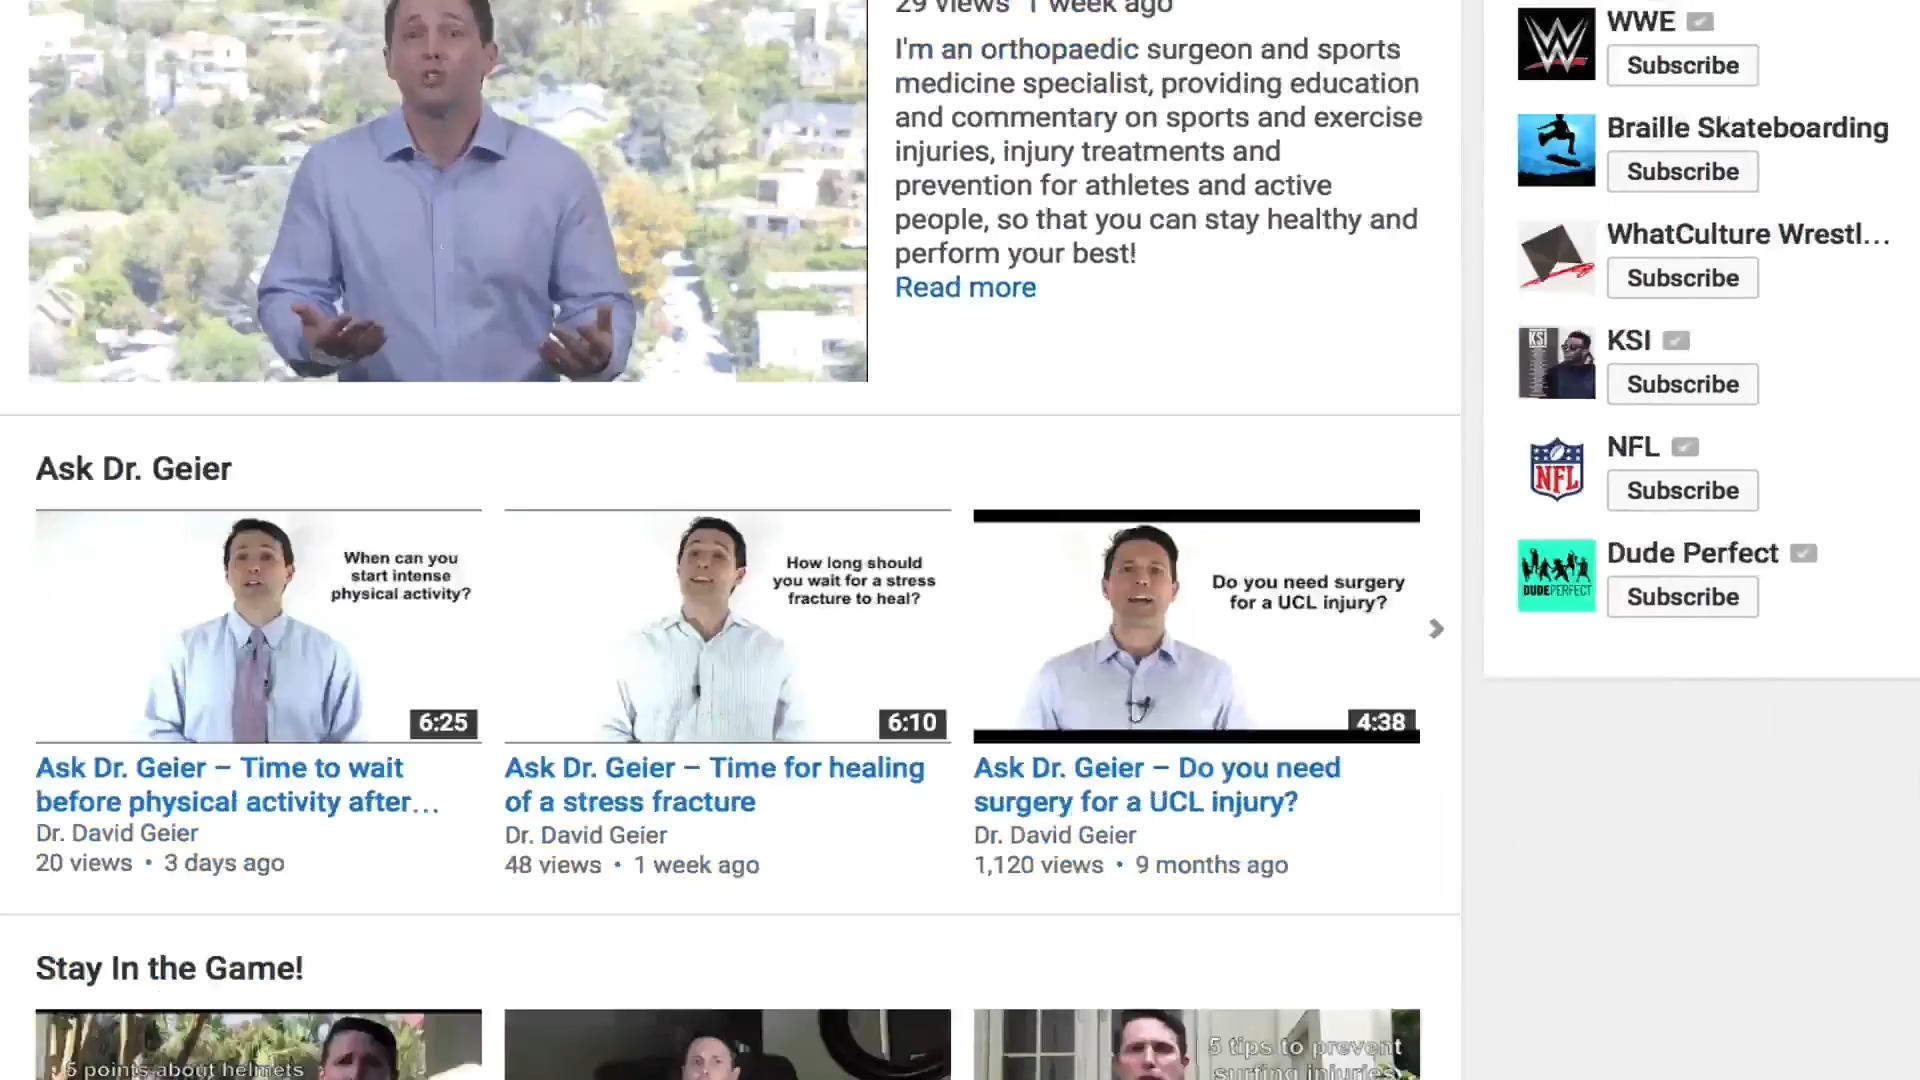 29 views 1 week ago
I'm an orthopaedic surgeon and sports
medicine specialist, providing education
and commentary on sports and exercise
injuries, injury treatments and
prevention for athletes and active
people, so that you can stay healthy and
perform your best!
Read more
WWE
Subscribe
Braille Skateboarding
Subscribe
WhatCulture Wrestl...
Subscribe
KSI
KSI
Subscribe
NFL
NFL
Subscribe
DUDE PERFECT
Dude Perfect
Subscribe
Ask Dr. Geier
When can you
start intense
physical activity?
6:25
Ask Dr. Geier – Time to wait
before physical activity after...
Dr. David Geier
20 views • 3 days ago
How long should
you wait for a stress
fracture to heal?
6:10
Ask Dr. Geier – Time for healing
of a stress fracture
Dr. David Geier
48 views • 1 week ago
Do you need surgery
for a UCL injury?
4:38
Ask Dr. Geier – Do you need
surgery for a UCL injury?
Dr. David Geier
1,120 views • 9 months ago
Stay In the Game!
5 points about helmets
5 tips to prevent
surfing injuries